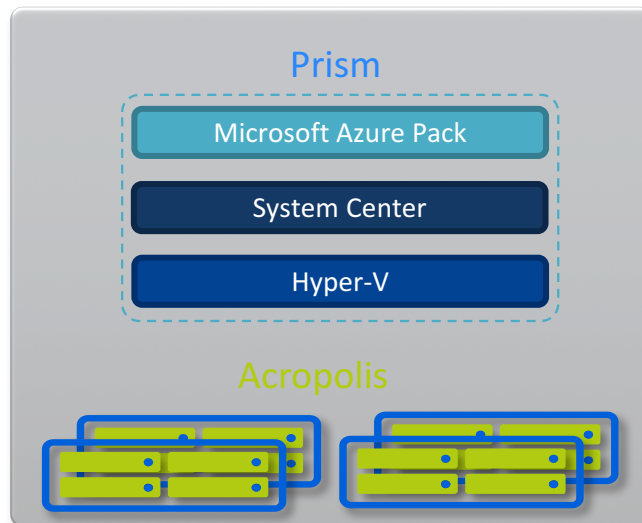 Prism
Microsoft Azure Pack
System Center
Hyper-V
Acropolis